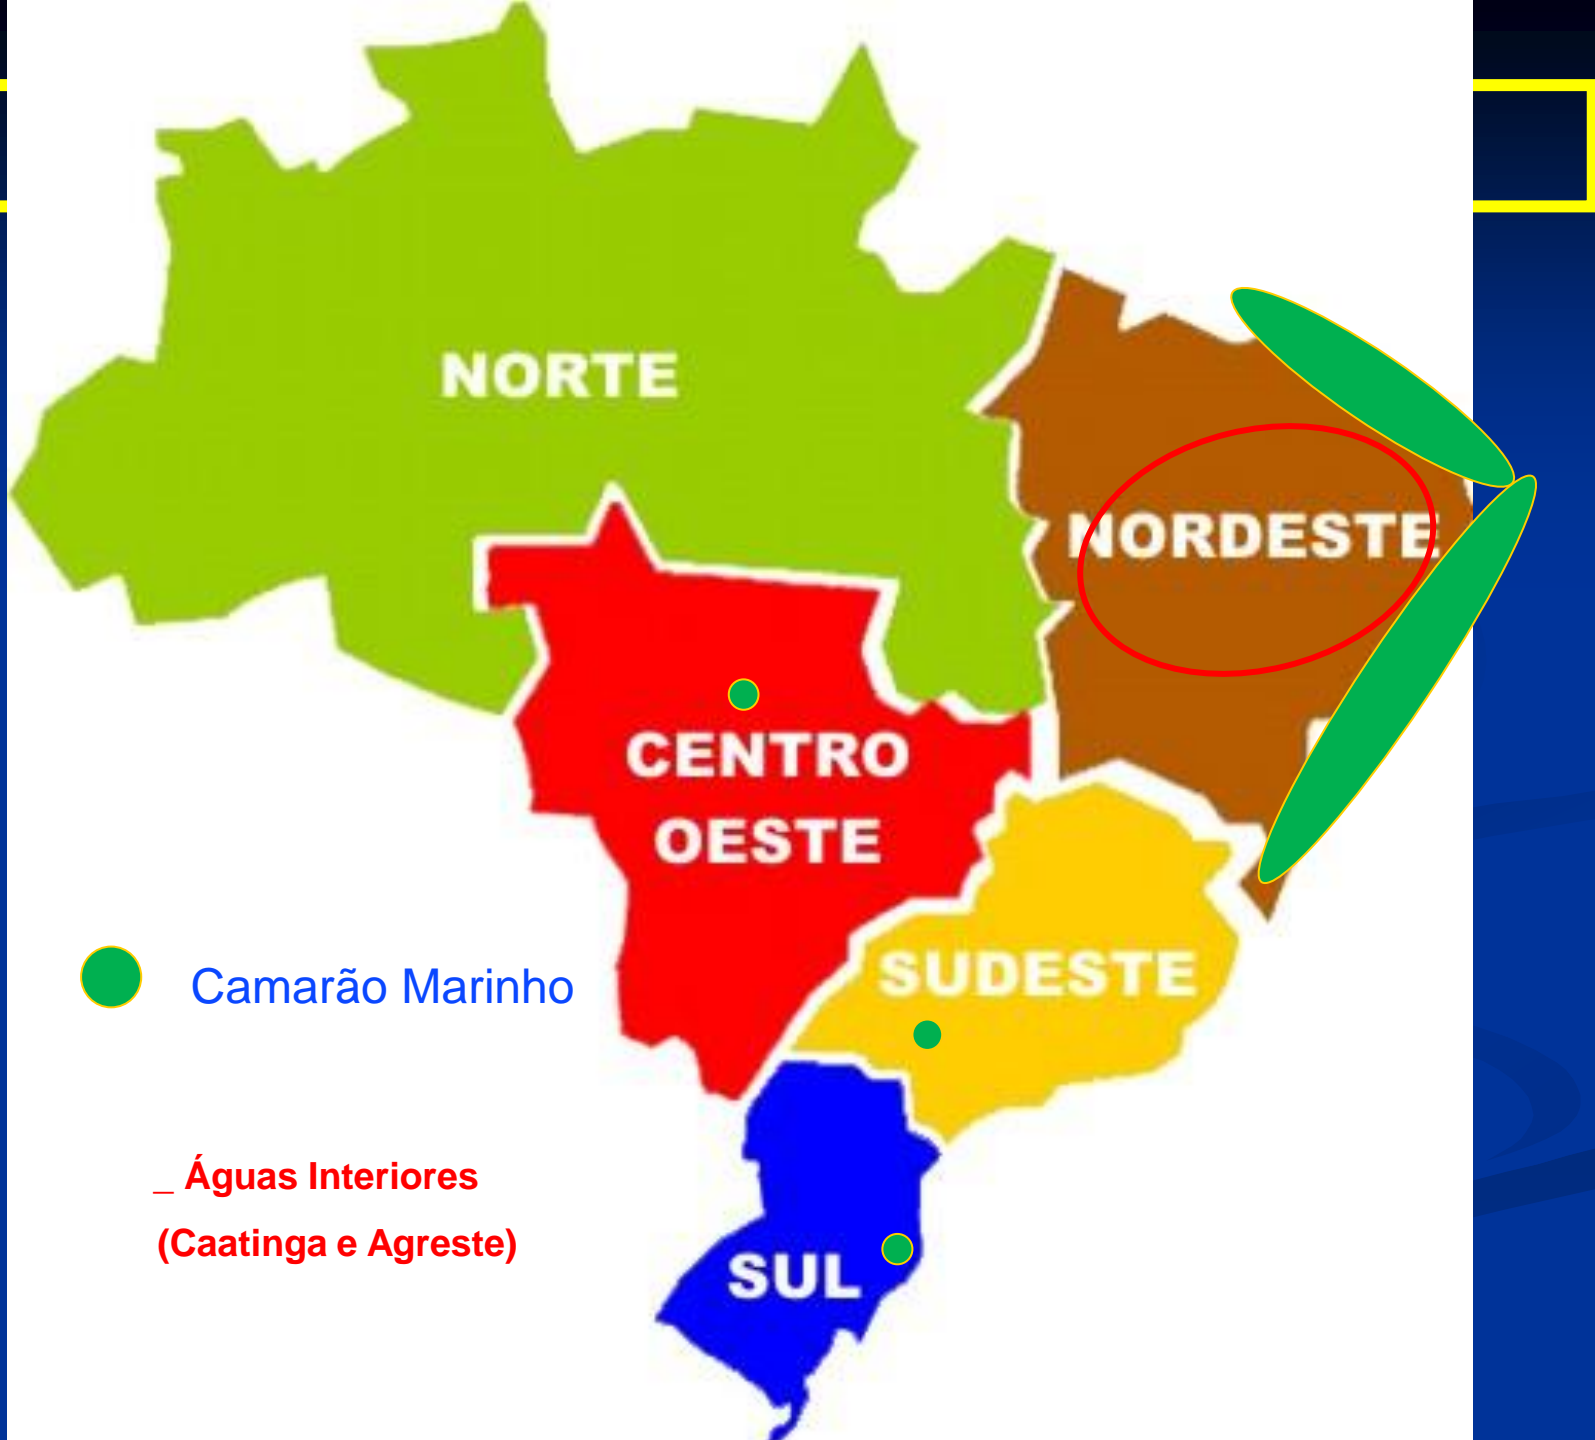 NORTE
NORDESTE
CENTRO
OESTE
SUDESTE
Camarão Marinho
_ Águas Interiores
(Caatinga e Agreste)
SUL